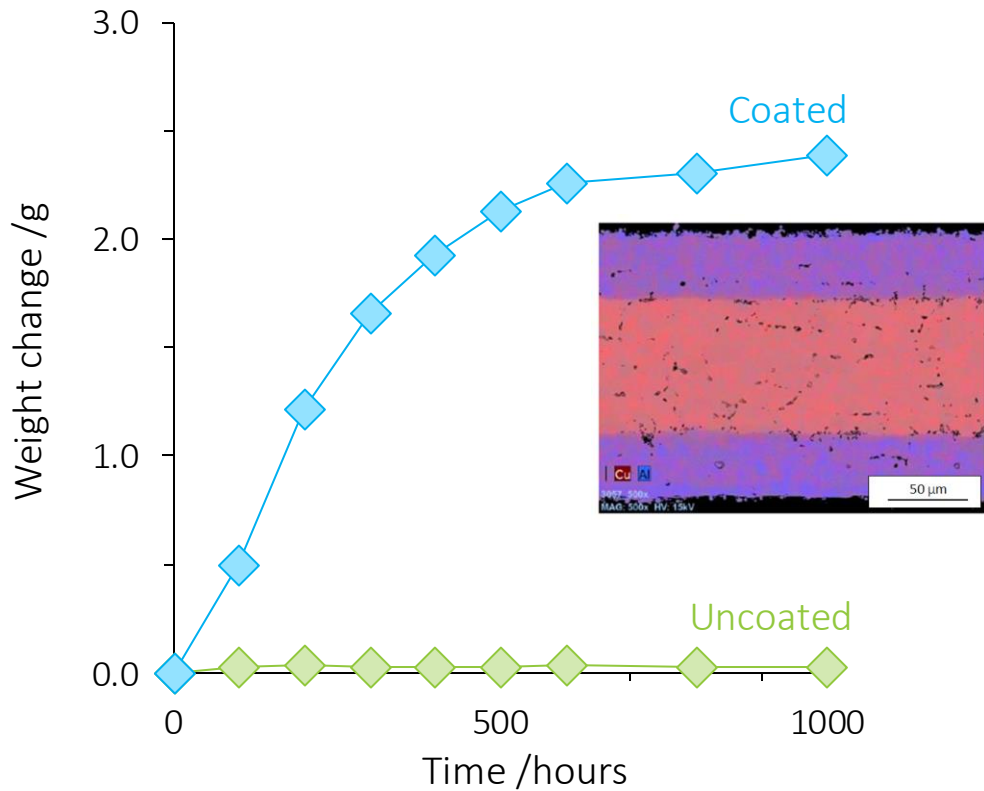 3.0
Coated
Weight change /g
2.0
1.0
Cu Al
MAG: 500x HV: 15kV
50 µm
Uncoated
0.0
0 500 1000
Time /hours